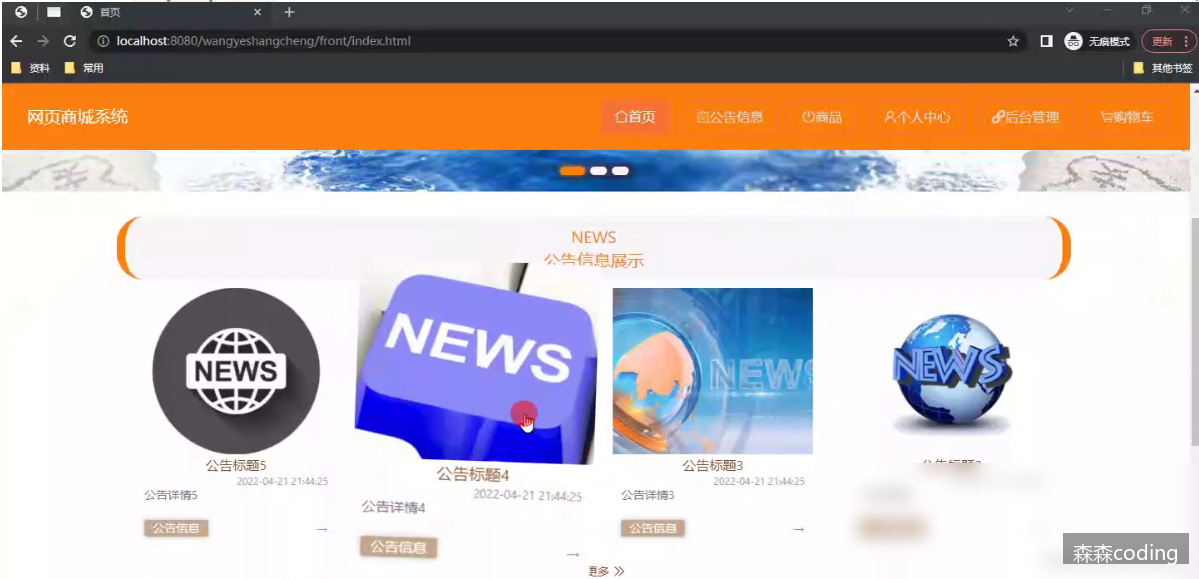 首页
localhost:8080/wangyeshangcheng/front/index.html
无痕模式
更新
资料
常用
其他书签
网页商城系统
首页
公告信息
商品
个人中心
后台管理
购物车
NEWS
公告信息展示
NEWS
NEWS
NEWS
NEWS
公告标题5
2022-04-21 21:44:25
公告详情5
公告信息
→
公告标题4
2022-04-21 21:44:25
公告详情4
公告信息
→
公告标题3
2022-04-21 21:44:25
公告详情3
公告信息
→
更多
森森coding